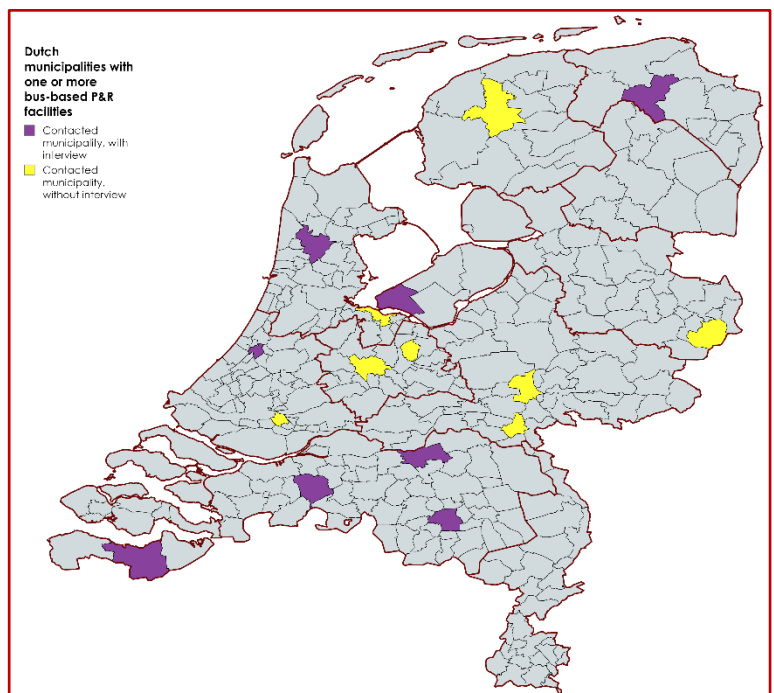 Dutch
municipalities with
one or more
bus-based P&R
facilities
Contacted
municipality, with
interview
Contacted
municipality,
without interview